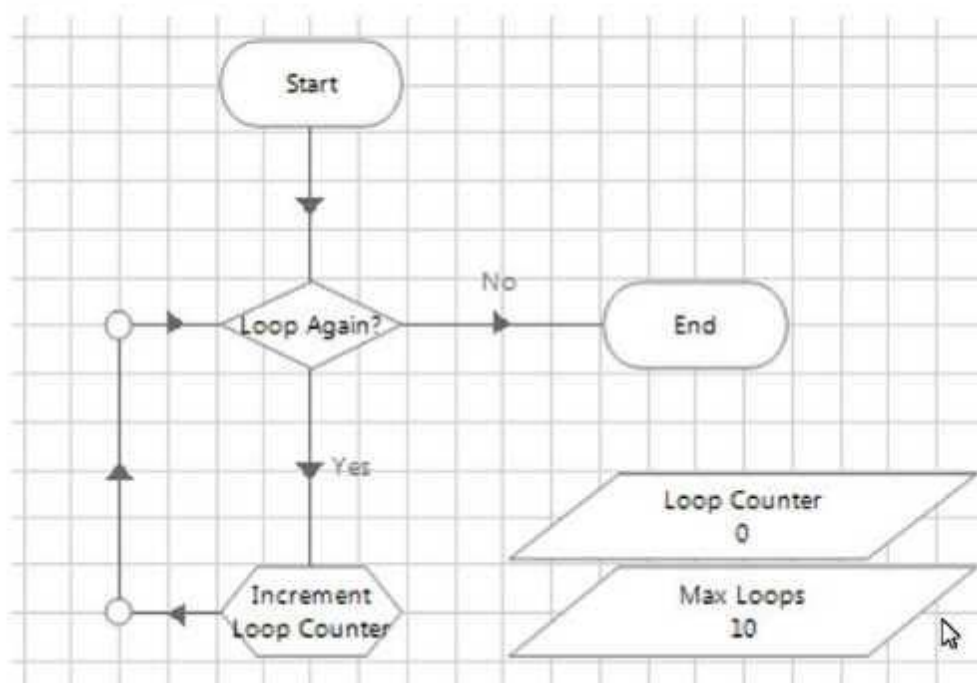 Start
No
Loop Again?
End
Yes
Loop Counter
0
Increment
Loop Counter
Max Loops
10